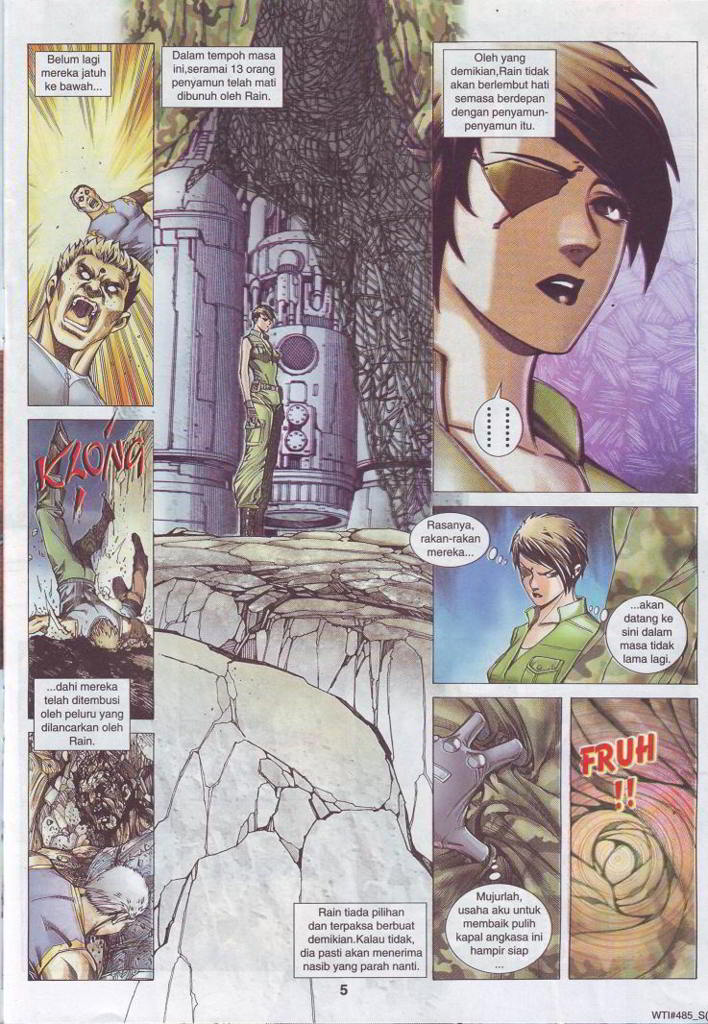 Belum lagi
mereka jatuh
ke bawah...
KLONG
!
...dahi mereka
telah ditembusi
oleh peluru yang
dilancarkan oleh
Rain.
Dalam tempoh masa
ini,seramai 13 orang
penyamun telah mati
dibunuh oleh Rain.
Rain tiada pilihan
dan terpaksa berbuat
demikian.Kalau tidak,
dia pasti akan menerima
nasib yang parah nanti.
Oleh yang
demikian,Rain tidak
akan berlembut hati
semasa berdepan
dengan penyamun-
penyamun itu.
Rasanya,
rakan-rakan
mereka...
...akan
datang ke
sini dalam
masa tidak
lama lagi.
Mujurlah,
usaha aku untuk
membaik pulih
kapal angkasa ini
hampir siap
...
FRUH
!!
5
WTI#485_S(